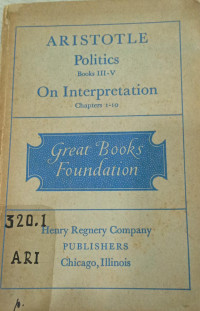 ARISTOTLE
Politics
Books III-V
On Interpretation
Chapters 1-10
Great Books
Foundation
320.1
ARI
Henry Regnery Company
PUBLISHERS
Chicago, Illinois
p.